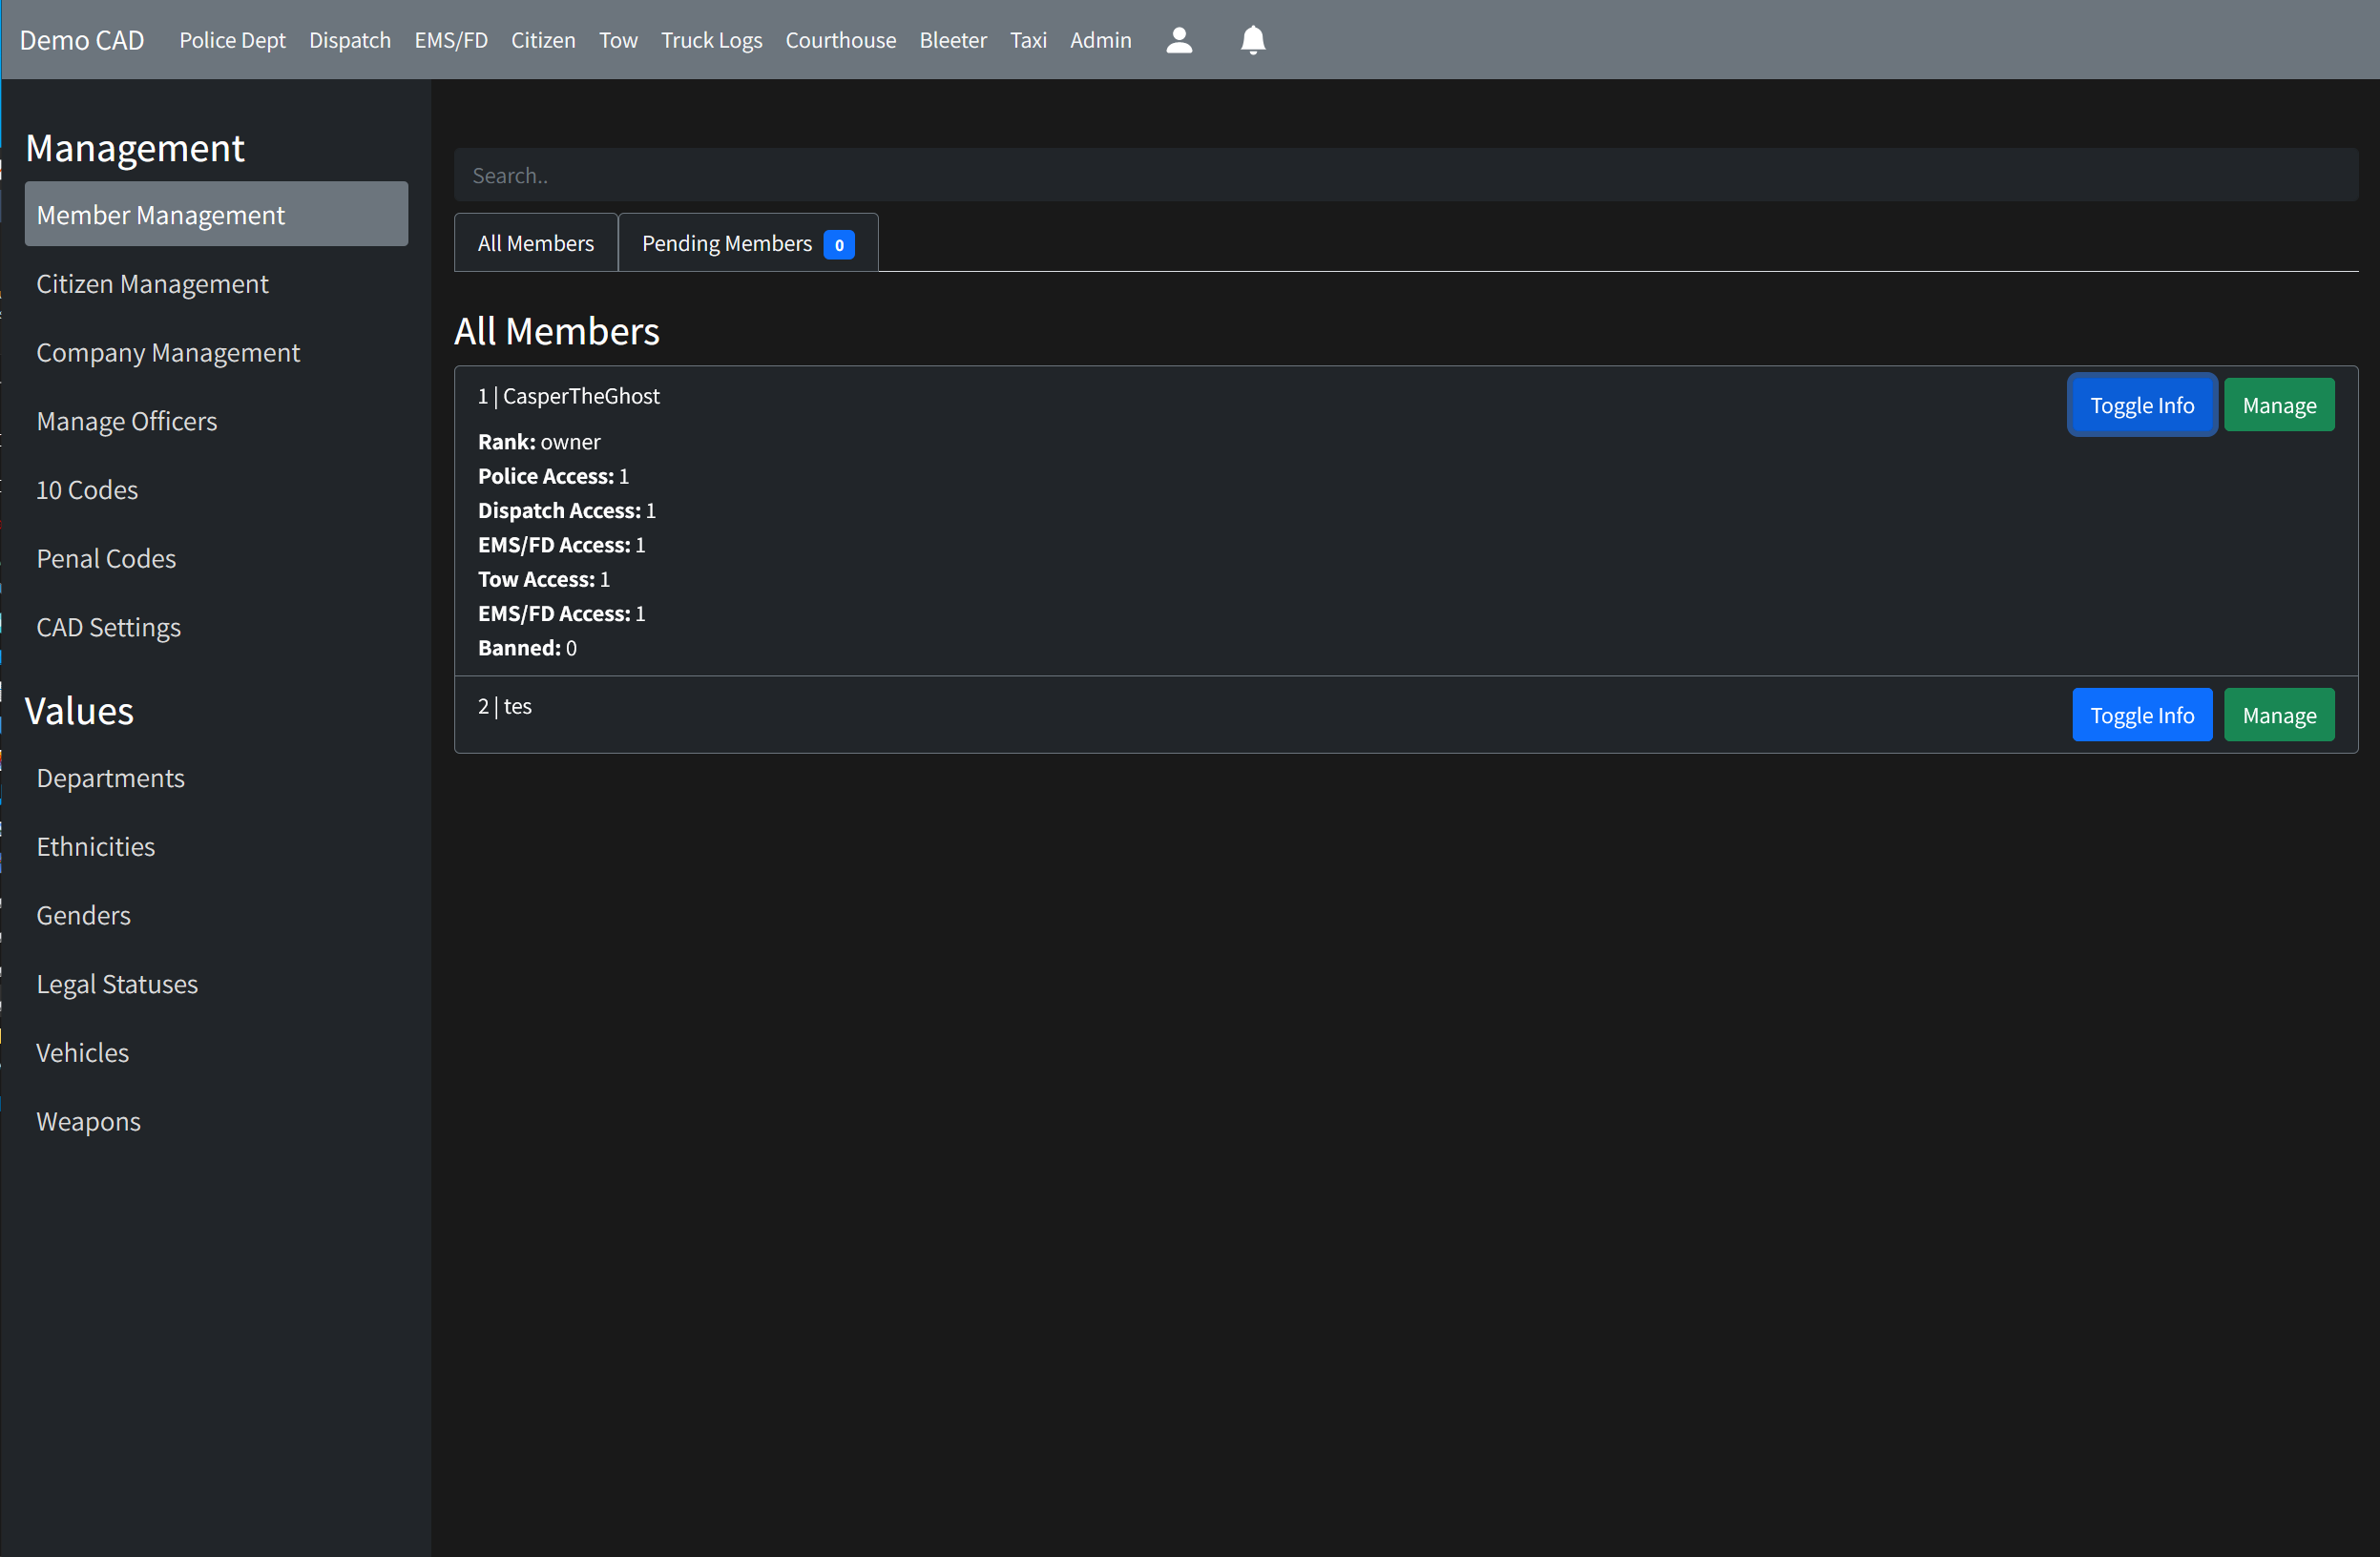 Demo CAD Police Dept Dispatch EMS/FD Citizen Tow Truck Logs Courthouse Bleeter Taxi Admin
Management
Member Management
Citizen Management
Company Management
Manage Officers
10 Codes
Penal Codes
CAD Settings
Values
Departments
Ethnicities
Genders
Legal Statuses
Vehicles
Weapons
Search..
All Members Pending Members 0
All Members
1 | CasperTheGhost Toggle Info Manage
Rank: owner
Police Access: 1
Dispatch Access: 1
EMS/FD Access: 1
Tow Access: 1
EMS/FD Access: 1
Banned: 0
2 | tes Toggle Info Manage